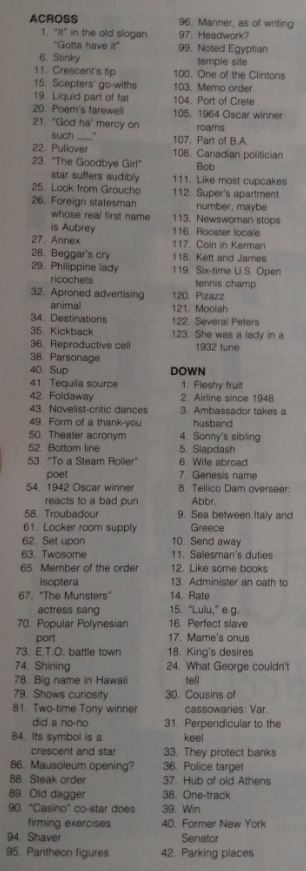 ACROSS
1. "It" in the old slogan
"Gotta have it"
6. Stinky
11. Crescent's tip
15. Scepters' go-withs
19. Liquid part of fat
20. Poem's farewell
21. "God ha' mercy on
such ___"
22. Pullover
23. "The Goodbye Girl"
star suffers audibly
25. Look from Groucho
26. Foreign statesman
whose real first name
is Aubrey
27. Annex
28. Beggar's cry
29. Philippine lady
ricochets
32. Aproned advertising
animal
34. Destinations
35. Kickback
36. Reproductive cell
38. Parsonage
40. Sup
41. Tequila source
42. Foldaway
43. Novelist-critic dances
49. Form of a thank-you
50. Theater acronym
52. Bottom line
53. "To a Steam Roller"
poet
54. 1942 Oscar winner
reacts to a bad pun
58. Troubadour
61. Locker room supply
62. Set upon
63. Twosome
65. Member of the order
isoptera
67. "The Munsters"
actress sang
70. Popular Polynesian
port
73. E.T.O. battle town
74. Shining
78. Big name in Hawaii
79. Shows curiosity
81. Two-time Tony winner
did a no-no
84. Its symbol is a
crescent and star
86. Mausoleum opening?
88. Steak order
89. Old dagger
90. "Casino" co-star does
firming exercises
94. Shaver
95. Pantheon figures
96. Manner, as of writing
97. Headwork?
99. Noted Egyptian
temple site
100. One of the Clintons
103. Memo order
104. Port of Crete
105. 1964 Oscar winner
roams
107. Part of B.A.
108. Canadian politician
Bob
111. Like most cupcakes
112. Super's apartment
number, maybe
113. Newswoman stops
116. Rooster locale
117. Coin in Kerman
118. Kett and James
119. Six-time U.S. Open
tennis champ
120. Pizazz
121. Moolah
122. Several Peters
123. She was a lady in a
1932 tune
DOWN
1. Fleshy fruit
2. Airline since 1948
3. Ambassador takes a
husband
4. Sonny's sibling
5. Slapdash
6. Wife abroad
7. Genesis name
8. Tellico Dam overseer:
Abbr.
9. Sea between Italy and
Greece
10. Send away
11. Salesman's duties
12. Like some books
13. Administer an oath to
14. Rate
15. "Lulu," e.g.
16. Perfect slave
17. Mame's onus
18. King's desires
24. What George couldn't
tell
30. Cousins of
cassowaries: Var.
31. Perpendicular to the
keel
33. They protect banks
36. Police target
37. Hub of old Athens
38. One-track
39. Win
40. Former New York
Senator
42. Parking places